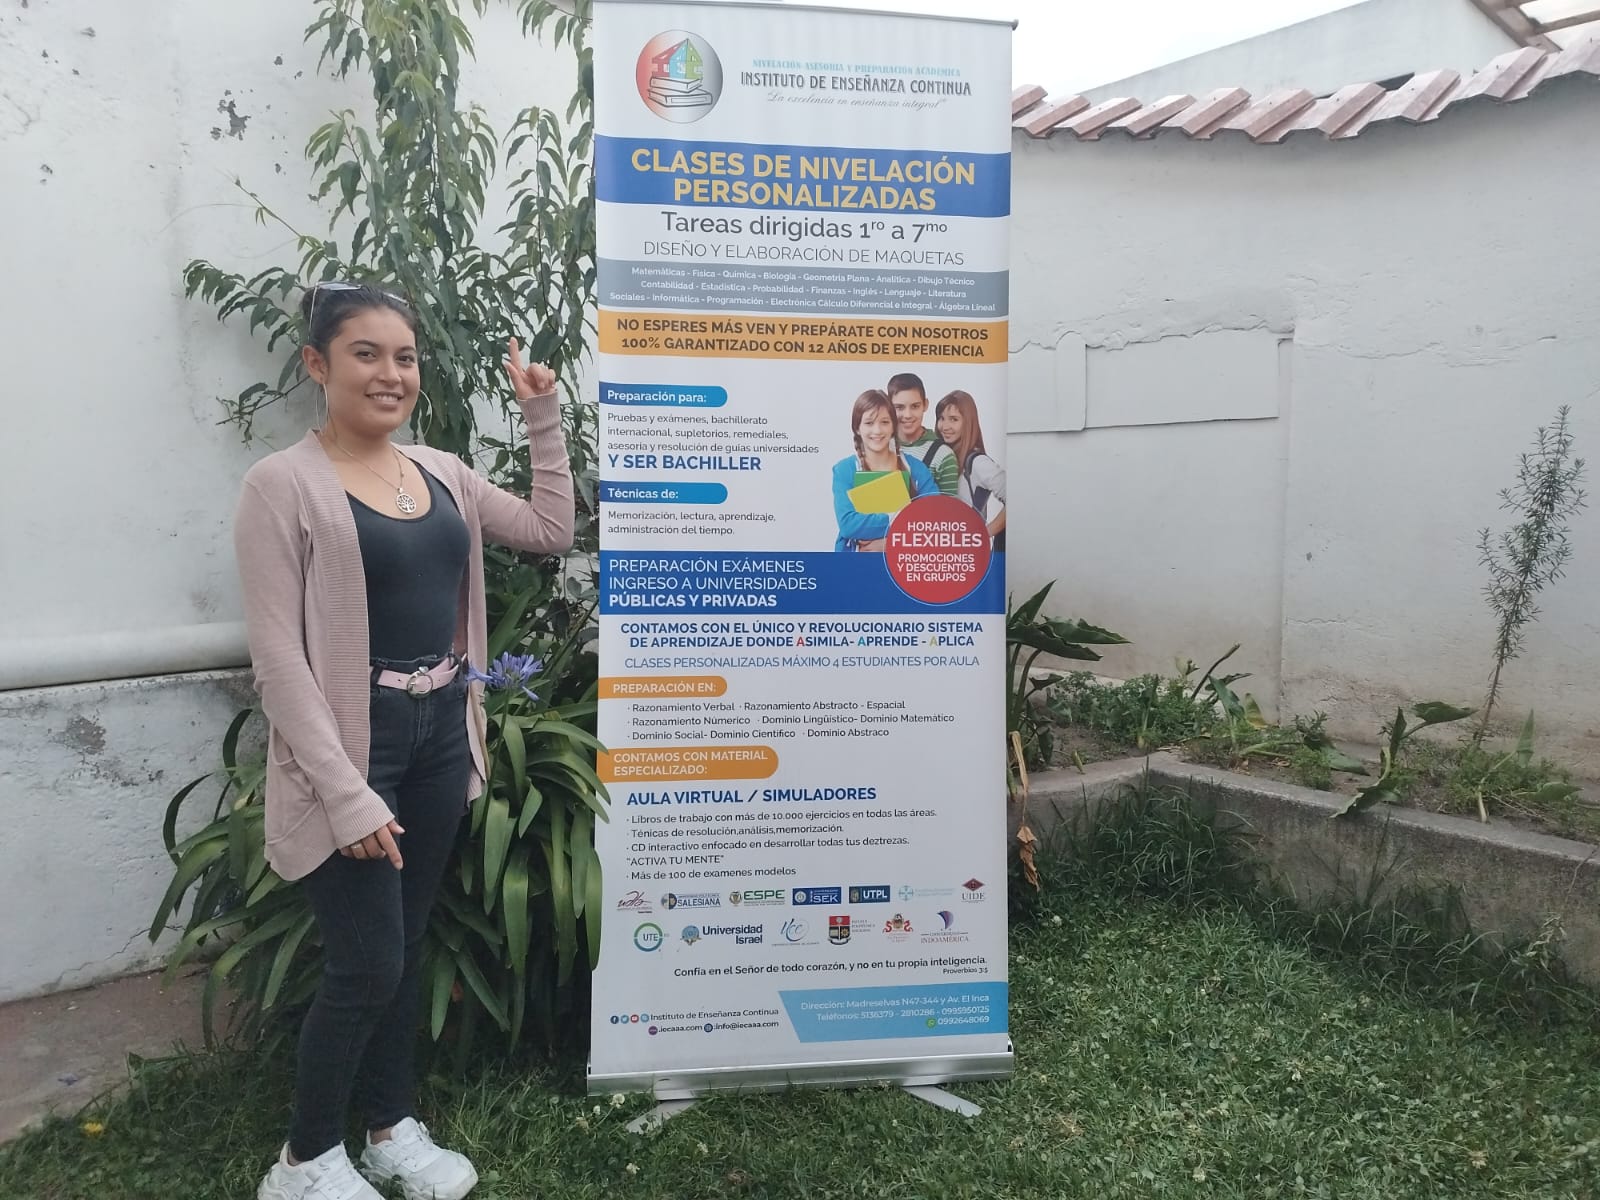 NIVELACIÓN ASESORIA Y PREPARACIÓN ACADEMICA
INSTITUTO DE ENSEÑANZA CONTINUA
"La excelencia en enseñanza integral"
CLASES DE NIVELACIÓN
PERSONALIZADAS
Tareas dirigidas 1ro a 7mo
DISEÑO Y ELABORACIÓN DE MAQUETAS
Matemáticas - Física - Química - Biología - Geometría Plana - Analítica - Dibujo Técnico
Contabilidad - Estadística - Probabilidad - Finanzas - Inglés - Lenguaje - Literatura
Sociales - Informática - Programación - Electrónica Cálculo Diferencial e Integral - Álgebra Lineal
NO ESPERES MÁS VEN Y PREPÁRATE CON NOSOTROS
100% GARANTIZADO CON 12 AÑOS DE EXPERIENCIA
Preparación para:
Pruebas y exámenes, bachillerato
internacional, supletorios, remediales,
asesoria y resolución de guías universidades
Y SER BACHILLER
Técnicas de:
Memorización, lectura, aprendizaje,
administración del tiempo.
HORARIOS
FLEXIBLES
PROMOCIONES
Y DESCUENTOS
EN GRUPOS
PREPARACIÓN EXÁMENES
INGRESO A UNIVERSIDADES
PÚBLICAS Y PRIVADAS
CONTAMOS CON EL ÚNICO Y REVOLUCIONARIO SISTEMA
DE APRENDIZAJE DONDE ASIMILA- APRENDE - APLICA
CLASES PERSONALIZADAS MÁXIMO 4 ESTUDIANTES POR AULA
PREPARACIÓN EN:
· Razonamiento Verbal · Razonamiento Abstracto - Espacial
· Razonamiento Númerico · Dominio Lingüístico- Dominio Matemático
· Dominio Social- Dominio Científico · Dominio Abstraco
CONTAMOS CON MATERIAL
ESPECIALIZADO:
AULA VIRTUAL / SIMULADORES
· Libros de trabajo con más de 10.000 ejercicios en todas las áreas.
· Ténicas de resolución,análisis,memorización.
· CD interactivo enfocado en desarrollar todas tus deztrezas.
"ACTIVA TU MENTE"
· Más de 100 de examenes modelos
SALESIANA
ESPE
ISEK
UTPL
UIDE
UTE
Universidad
Israel
INDOAMÉRICA
Confía en el Señor de todo corazón, y no en tu propia inteligencia.
Proverbios 3:5
Instituto de Enseñanza Continua
.iecaaa.com :info@iecaaa.com
Dirección: Madreselvas N47-344 y Av. El Inca
Teléfonos: 5136379 - 2810286 - 0995950125
0992648069